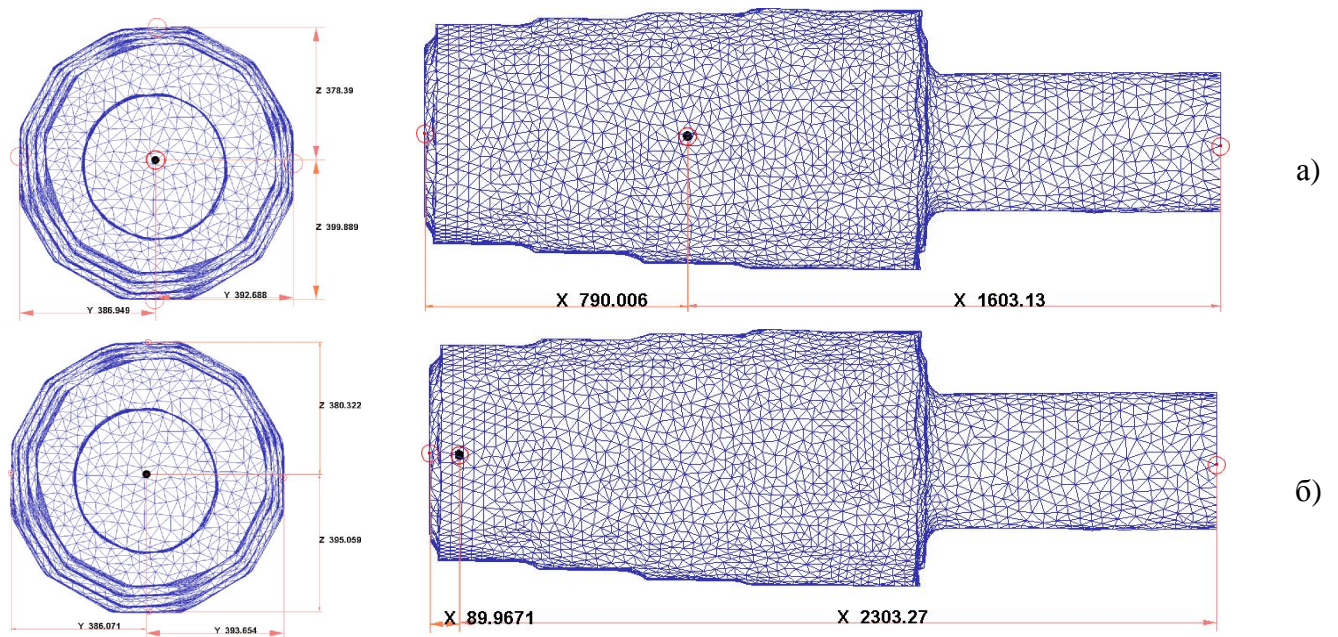 Z 378.39
Z 399.889
Y 392.688
Y 386.949
X 790.006
X 1603.13
а)
Z 380.322
Z 395.059
Y 386.071
Y 393.654
X 89.9671
X 2303.27
б)